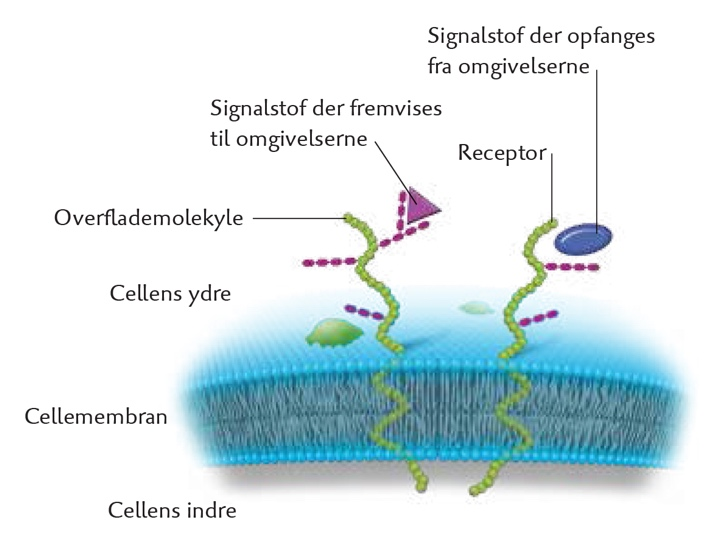 Signalstof der opfanges
fra omgivelserne
Signalstof der fremvises
til omgivelserne
Receptor
Overflademolekyle
Cellens ydre
Cellemembran
Cellens indre